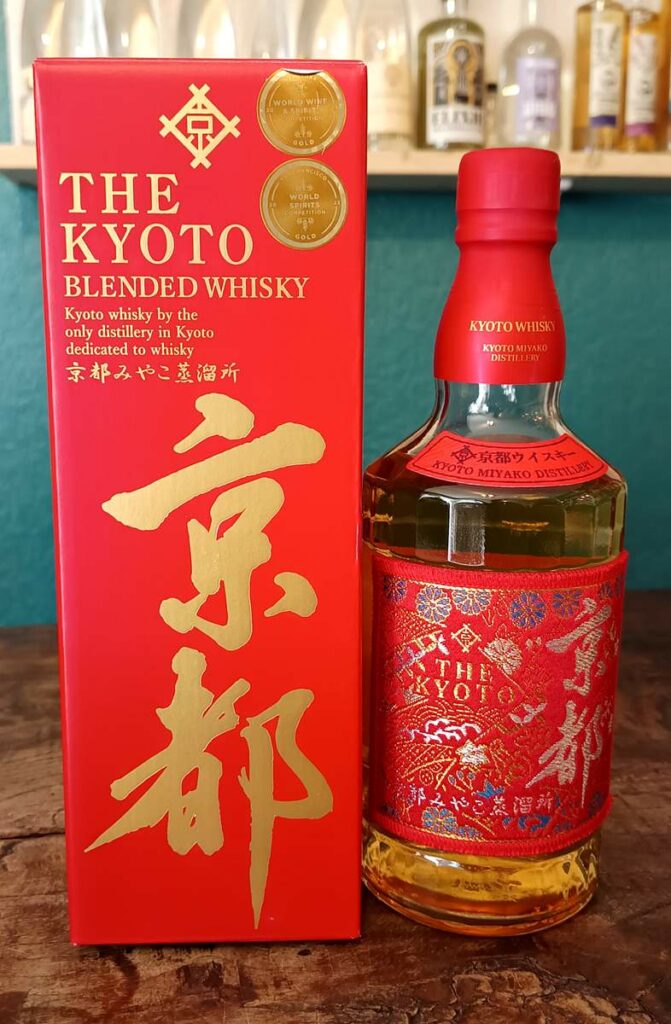 THE
KYOTO
BLENDED WHISKY
Kyoto whisky by the
only distillery in Kyoto
dedicated to whisky
京都みやこ蒸溜所
京都
WORLD WINE
& SPIRITS
COMPETITION
GOLD
WORLD
SPIRITS
COMPETITION
GOLD
KYOTO WHISKY
KYOTO MIYAKO
DISTILLERY
京都ウイスキー
KYOTO MIYAKO DISTILLERY
THE
KYOTO
京都
都みやこ蒸溜所